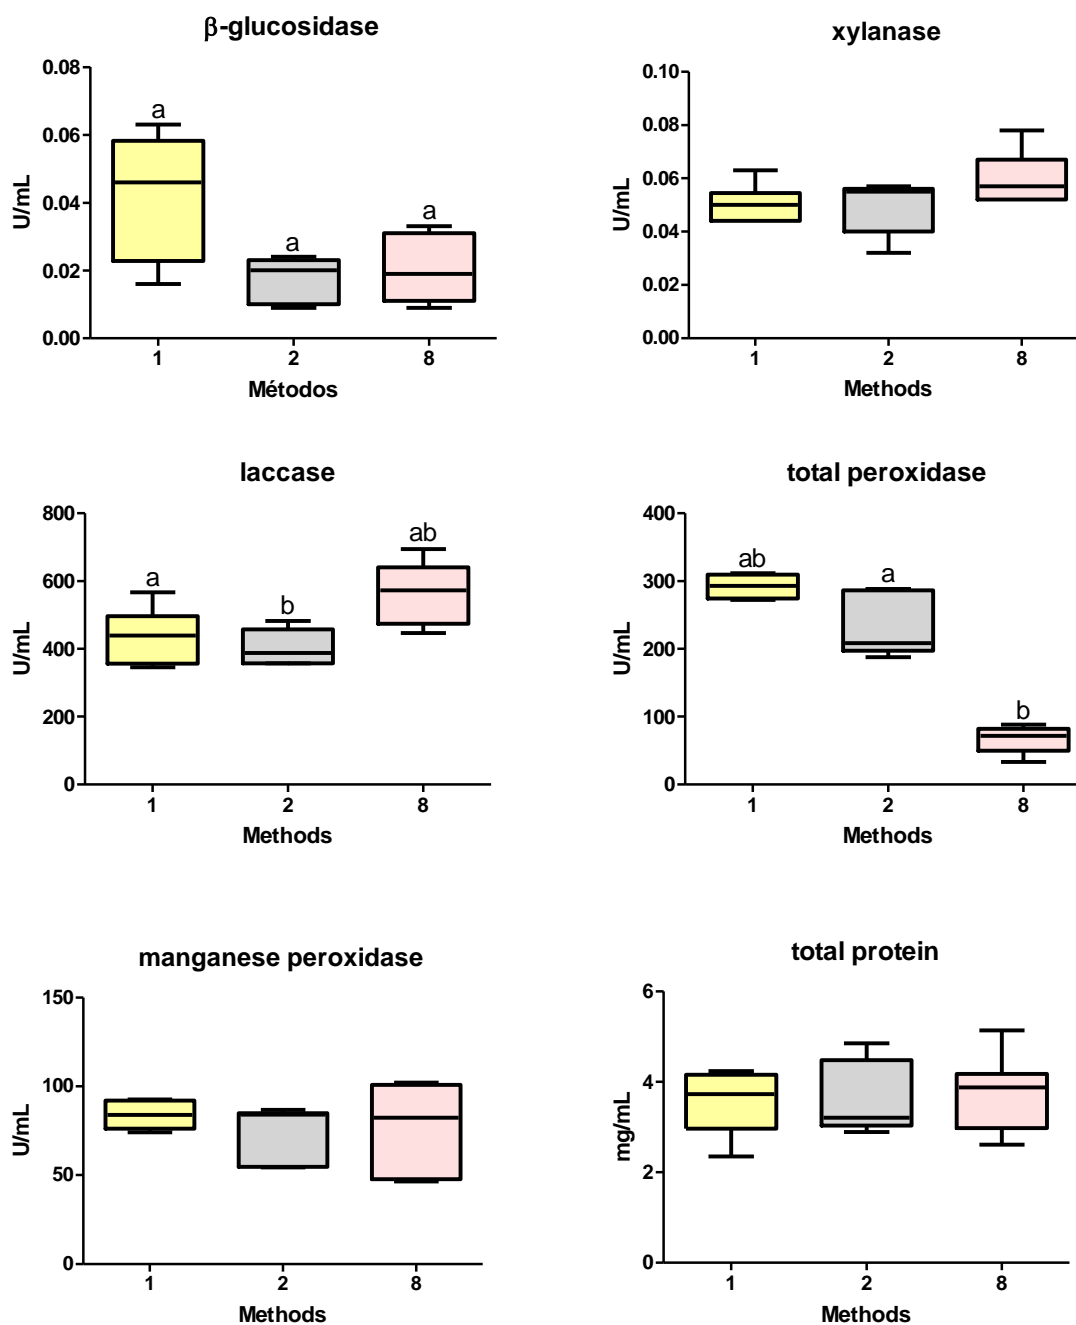 β-glucosidase
U/mL
0.08
0.06
0.04
0.02
0.00
a
a
a
1 2 8
Métodos
xylanase
U/mL
0.10
0.08
0.06
0.04
0.02
0.00
1 2 8
Methods
laccase
U/mL
800
600
400
200
0
a
b
ab
1 2 8
Methods
total peroxidase
U/mL
400
300
200
100
0
ab
a
b
1 2 8
Methods
manganese peroxidase
U/mL
150
100
50
0
1 2 8
Methods
total protein
mg/mL
6
4
2
0
1 2 8
Methods